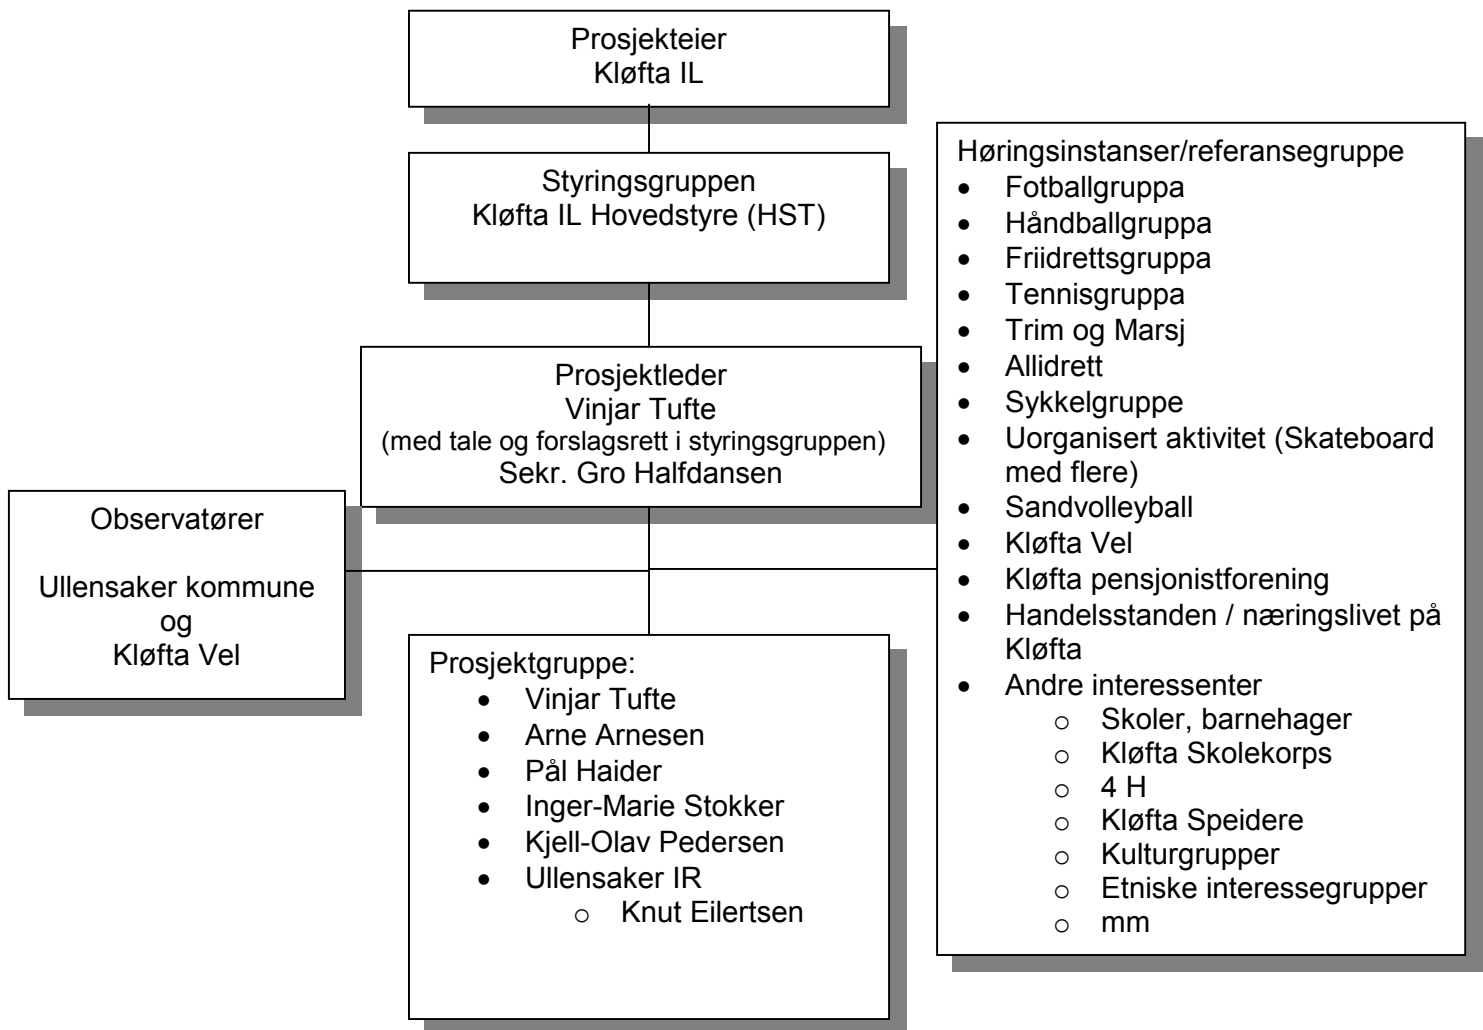 Prosjekteier
Kløfta IL
Styringsgruppen
Kløfta IL Hovedstyre (HST)
Prosjektleder
Vinjar Tufte
(med tale og forslagsrett i styringsgruppen)
Sekr. Gro Halfdansen
Observatører
Ullensaker kommune
og
Kløfta Vel
Prosjektgruppe:
• Vinjar Tufte
• Arne Arnesen
• Pål Haider
• Inger-Marie Stokker
• Kjell-Olav Pedersen
• Ullensaker IR
o Knut Eilertsen
Høringsinstanser/referansegruppe
• Fotballgruppa
• Håndballgruppa
• Friidrettsgruppa
• Tennisgruppa
• Trim og Marsj
• Allidrett
• Sykkelgruppe
• Uorganisert aktivitet (Skateboard
med flere)
• Sandvolleyball
• Kløfta Vel
• Kløfta pensjonistforening
• Handelsstanden / næringslivet på
Kløfta
• Andre interessenter
o Skoler, barnehager
o Kløfta Skolekorps
o 4 H
o Kløfta Speidere
o Kulturgrupper
o Etniske interessegrupper
o mm